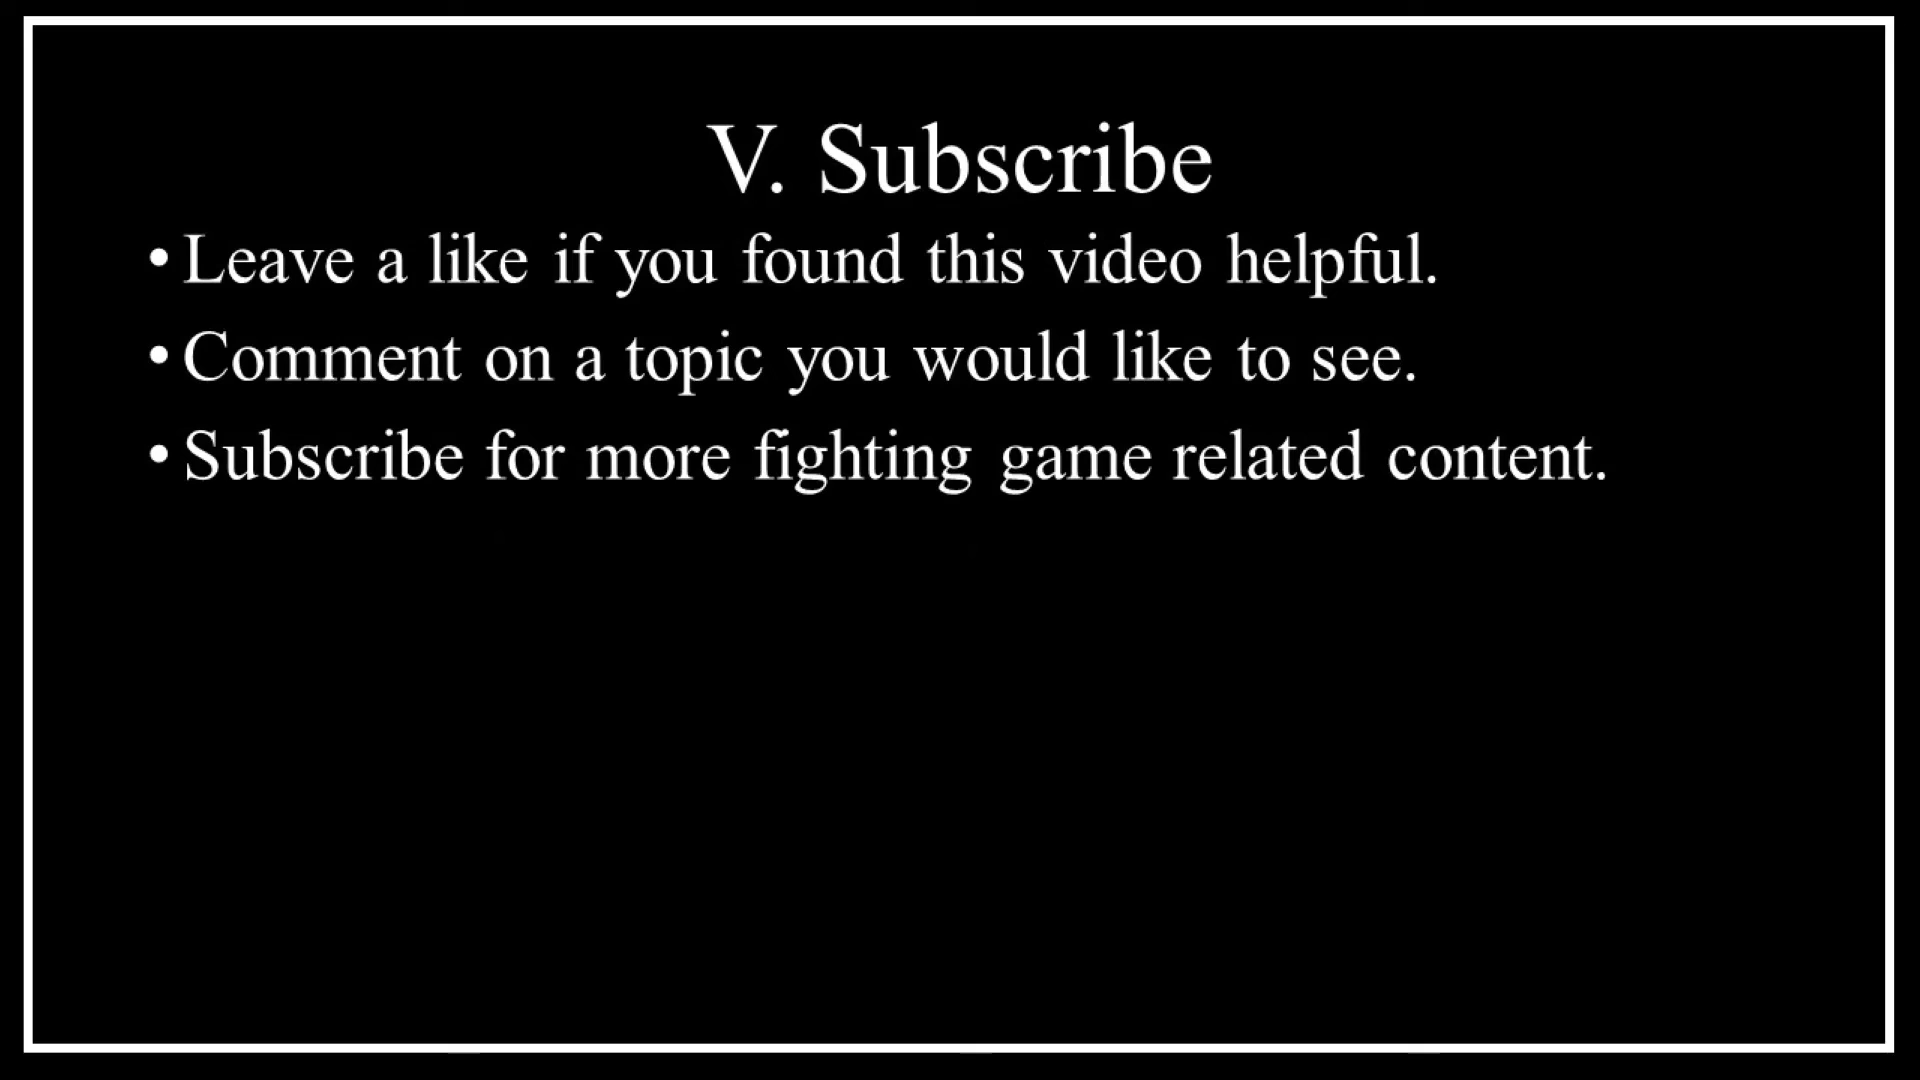 V. Subscribe
• Leave a like if you found this video helpful.
• Comment on a topic you would like to see.
• Subscribe for more fighting game related content.